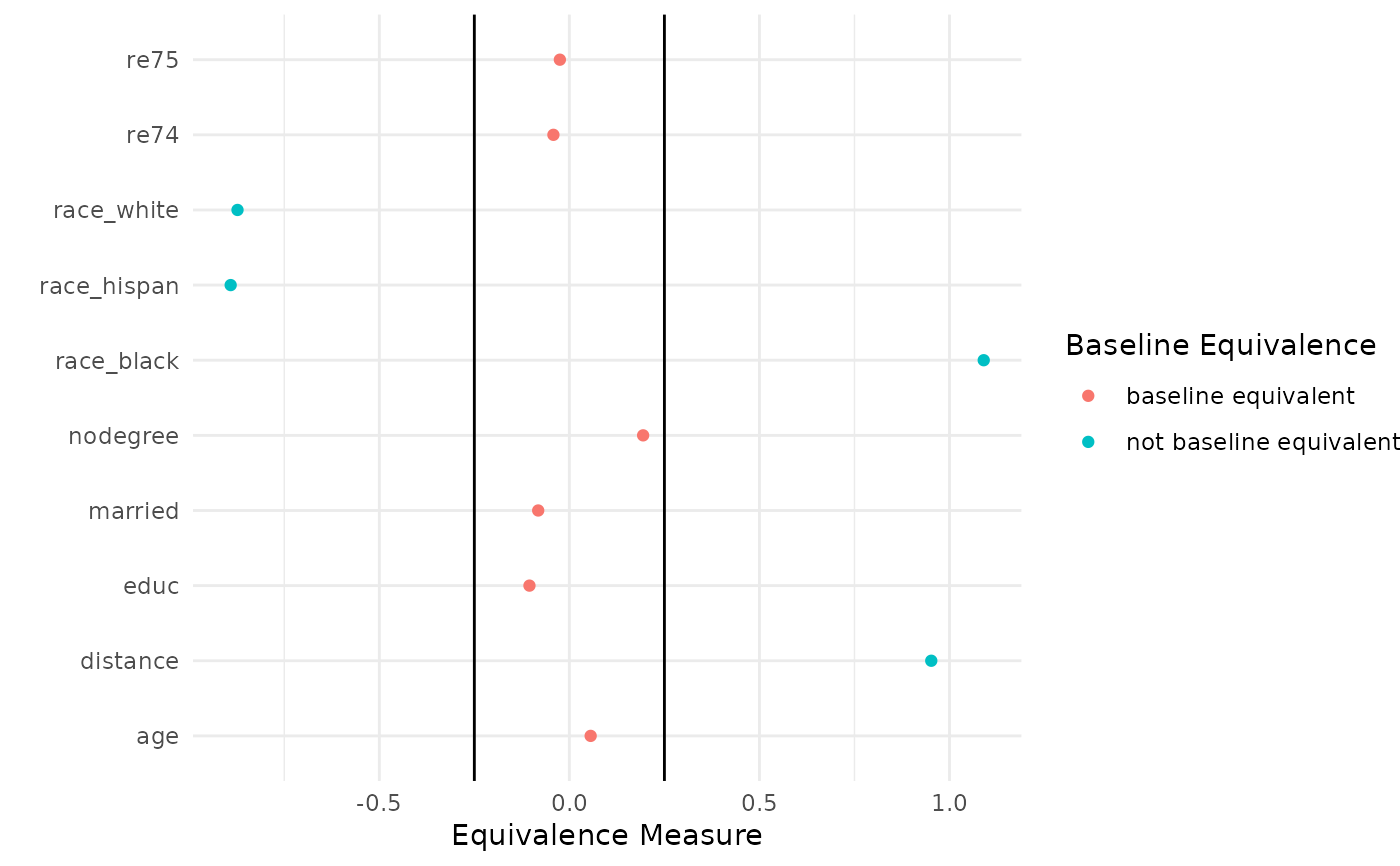 re75
re74
race_white
race_hispan
race_black
nodegree
married
educ
distance
age
-0.5 0.0 0.5 1.0
Equivalence Measure
Baseline Equivalence
baseline equivalent
not baseline equivalent